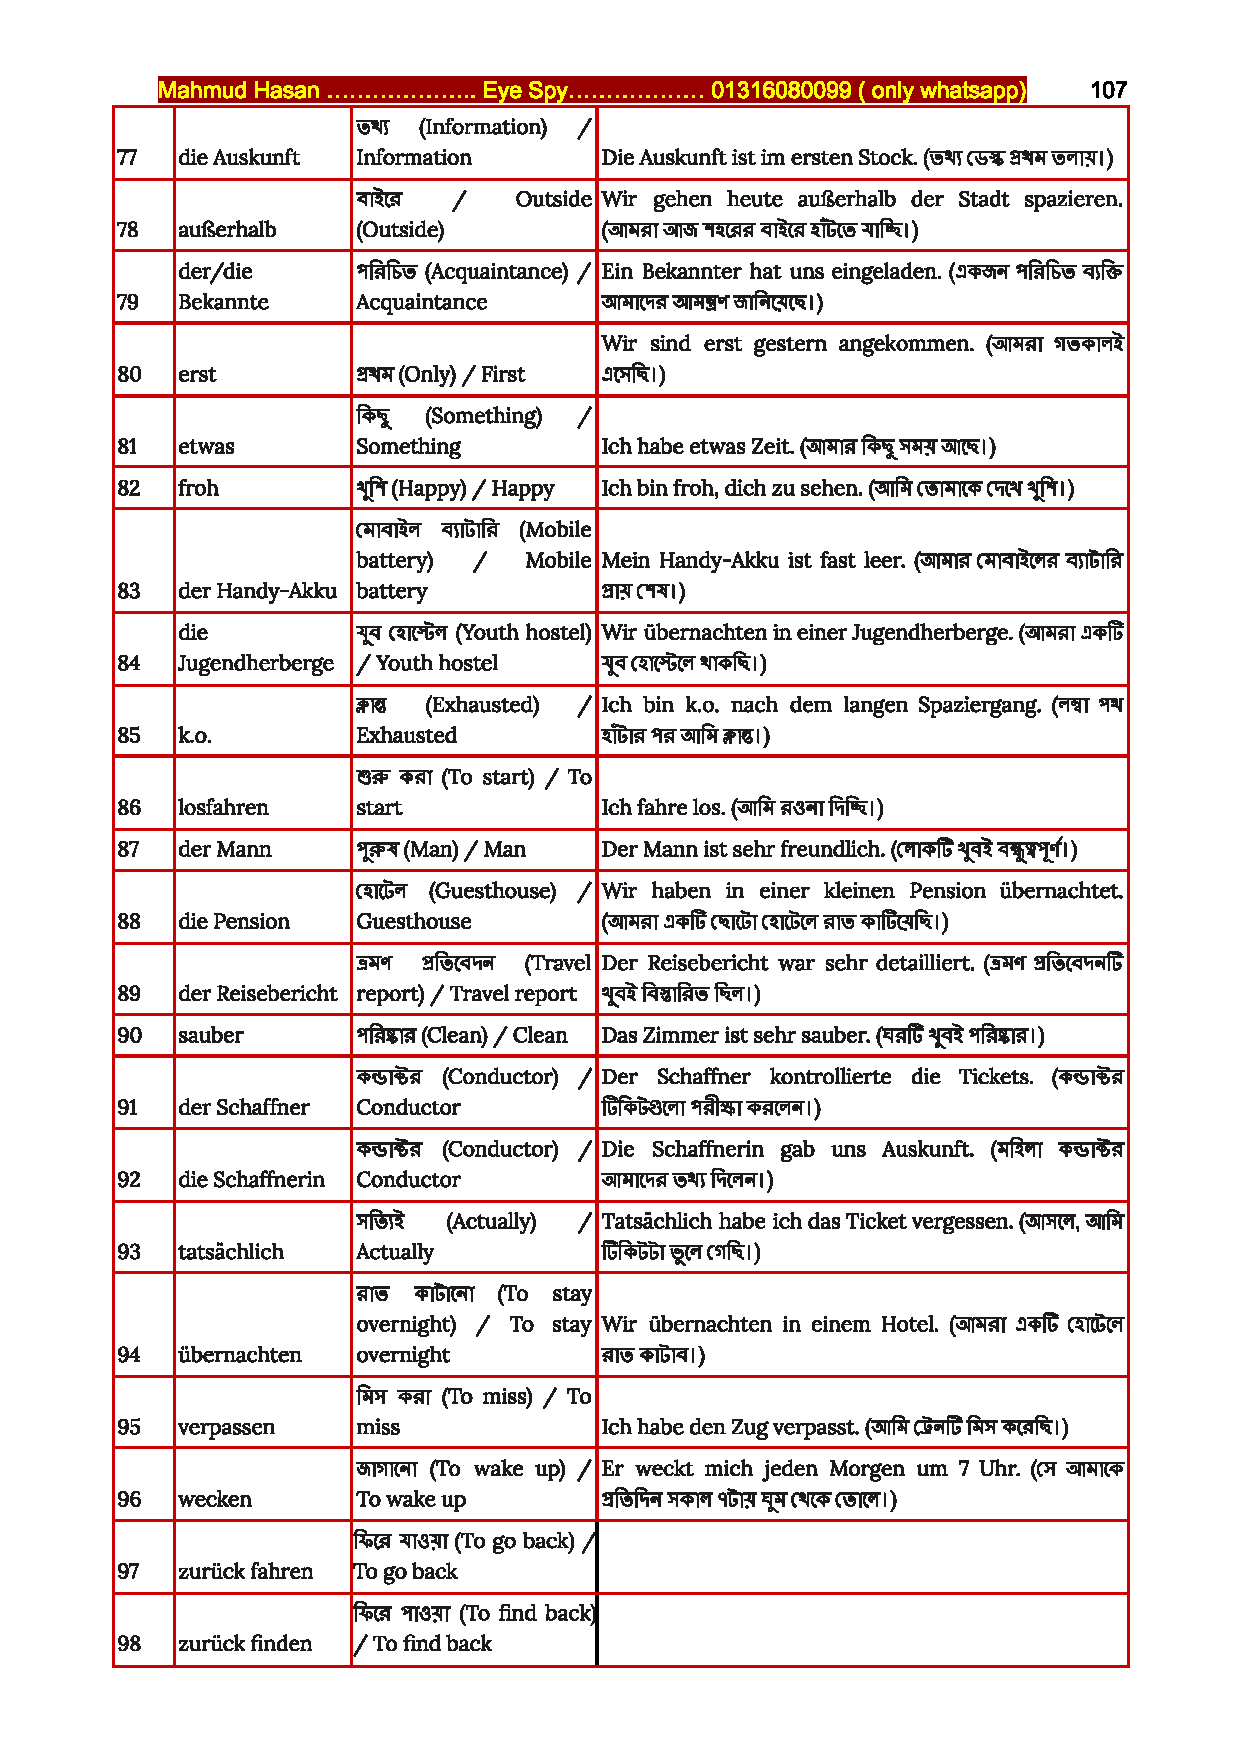 Mahmud Hasan ……………….. Eye Spy……………… 01316080099 ( only whatsapp) 107
তথ্য (Information) /
77 die Auskunft Information Die Auskunft ist im ersten Stock. (তথ্য ডেস্ক প্রথম তলায়।)
বাইরে / Outside Wir gehen heute außerhalb der Stadt spazieren.
78 außerhalb (Outside) (আমরা আজ শহরের বাইরে হাঁটতে যাচ্ছি।)
der/die পরিচিত (Acquaintance) / Ein Bekannter hat uns eingeladen. (একজন পরিচিত ব্যক্তি
79 Bekannte Acquaintance আমাদের আমন্ত্রণ জানিয়েছে।)
Wir sind erst gestern angekommen. (আমরা গতকালই
80 erst প্রথম (Only) / First এসেছি।)
কিছু (Something) /
81 etwas Something Ich habe etwas Zeit. (আমার কিছু সময় আছে।)
82 froh খুশি (Happy) / Happy Ich bin froh, dich zu sehen. (আমি তোমাকে দেখে খুশি।)
মোবাইল ব্যাটারি (Mobile
battery) / Mobile Mein Handy-Akku ist fast leer. (আমার মোবাইলের ব্যাটারি
83 der Handy-Akku battery প্রায় শেষ।)
die যুব হোস্টেল (Youth hostel) Wir übernachten in einer Jugendherberge. (আমরা একটি
84 Jugendherberge / Youth hostel যুব হোস্টেলে থাকছি।)
ক্লান্ত (Exhausted) / Ich bin k.o. nach dem langen Spaziergang. (লম্বা পথ
85 k.o. Exhausted হাঁটার পর আমি ক্লান্ত।)
শুরু করা (To start) / To
86 losfahren start Ich fahre los. (আমি রওনা দিচ্ছি।)
87 der Mann পুরুষ (Man) / Man Der Mann ist sehr freundlich. (লোকটি খুবই বন্ধুত্বপূর্ণ।)
হোটেল (Guesthouse) / Wir haben in einer kleinen Pension übernachtet.
88 die Pension Guesthouse (আমরা একটি ছোটো হোটেলে রাত কাটিয়েছি।)
ভ্রমণ প্রতিবেদন (Travel Der Reisebericht war sehr detailliert. (ভ্রমণ প্রতিবেদনটি
89 der Reisebericht report) / Travel report খুবই বিস্তারিত ছিল।)
90 sauber পরিষ্কার (Clean) / Clean Das Zimmer ist sehr sauber. (ঘরটি খুবই পরিষ্কার।)
কন্ডাক্টর (Conductor) / Der Schaffner kontrollierte die Tickets. (কন্ডাক্টর
91 der Schaffner Conductor টিকিটগুলো পরীক্ষা করলেন।)
কন্ডাক্টর (Conductor) / Die Schaffnerin gab uns Auskunft. (মহিলা কন্ডাক্টর
92 die Schaffnerin Conductor আমাদের তথ্য দিলেন।)
সত্যিই (Actually) / Tatsächlich habe ich das Ticket vergessen. (আসলে, আমি
93 tatsächlich Actually টিকিটটা ভুলে গেছি।)
রাত কাটানো (To stay
overnight) / To stay Wir übernachten in einem Hotel. (আমরা একটি হোটেলে
94 übernachten overnight রাত কাটাব।)
মিস করা (To miss) / To
95 verpassen miss Ich habe den Zug verpasst. (আমি ট্রেনটি মিস করেছি।)
জাগানো (To wake up) / Er weckt mich jeden Morgen um 7 Uhr. (সে আমাকে
96 wecken To wake up প্রতিদিন সকাল ৭টায় ঘুম থেকে তোলে।)
ফিরে যাওয়া (To go back) /
97 zurück fahren To go back
ফিরে পাওয়া (To find back)
98 zurück finden / To find back